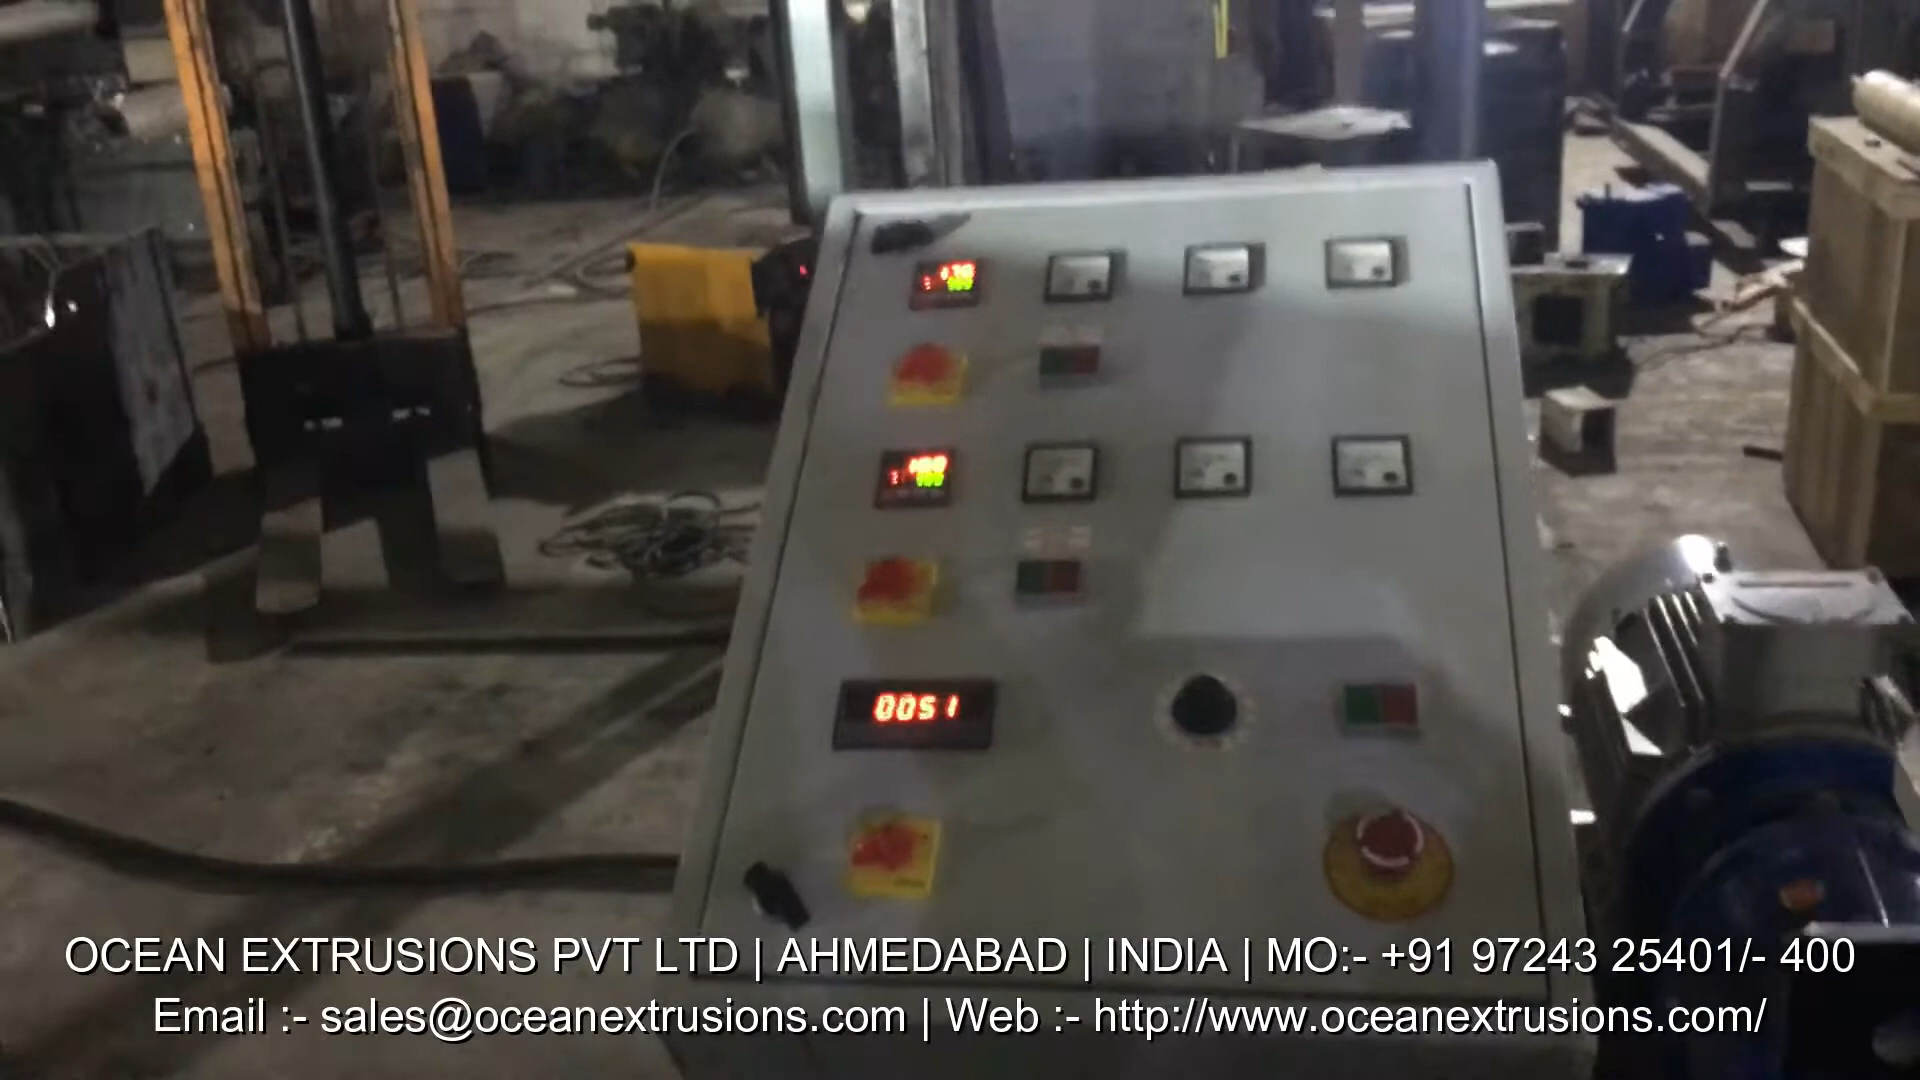 0051
OCEAN EXTRUSIONS PVT LTD | AHMEDABAD | INDIA | MO:- +91 97243 25401/- 400
Email :- sales@oceanextrusions.com | Web :- http://www.oceanextrusions.com/